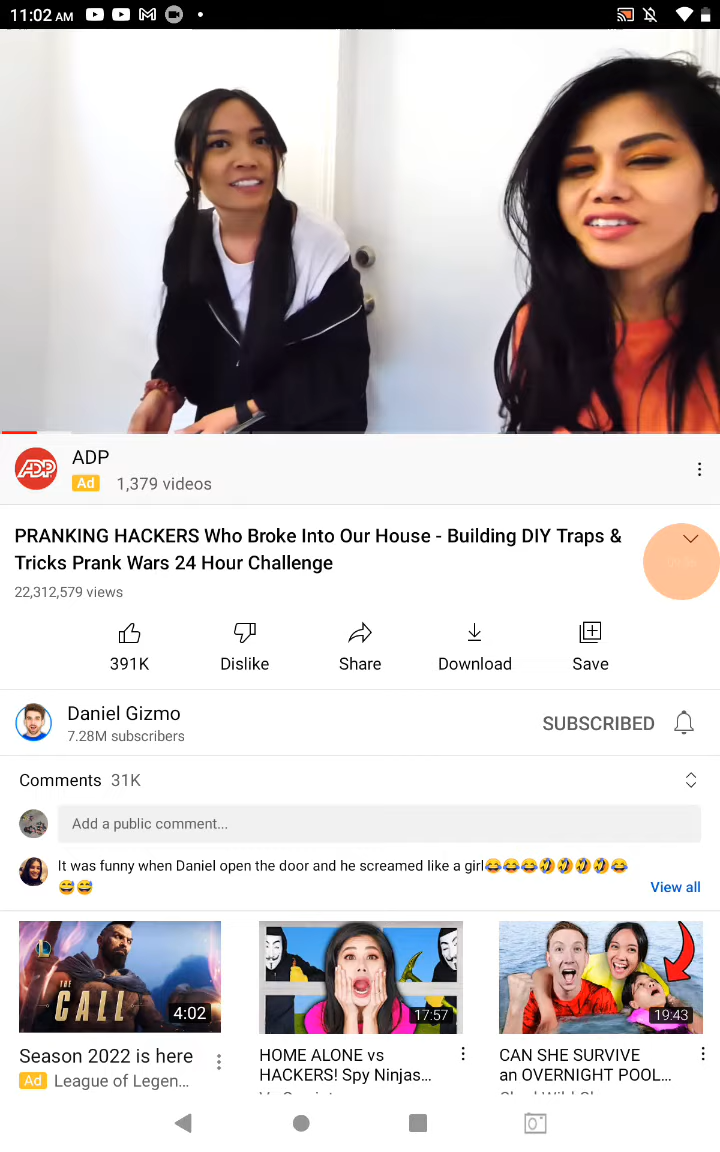 11:02 AM
ADP
ADP
Ad 1,379 videos
PRANKING HACKERS Who Broke Into Our House - Building DIY Traps &
Tricks Prank Wars 24 Hour Challenge
22,312,579 views
391K Dislike Share Download Save
Daniel Gizmo
7.28M subscribers
SUBSCRIBED
Comments 31K
Add a public comment...
It was funny when Daniel open the door and he screamed like a girl😂😂😂🤣🤣🤣🤣😂
😅😅
View all
THE
CALL
4:02
17:57
19:43
Season 2022 is here
Ad League of Legen...
HOME ALONE vs
HACKERS! Spy Ninjas...
CAN SHE SURVIVE
an OVERNIGHT POOL...